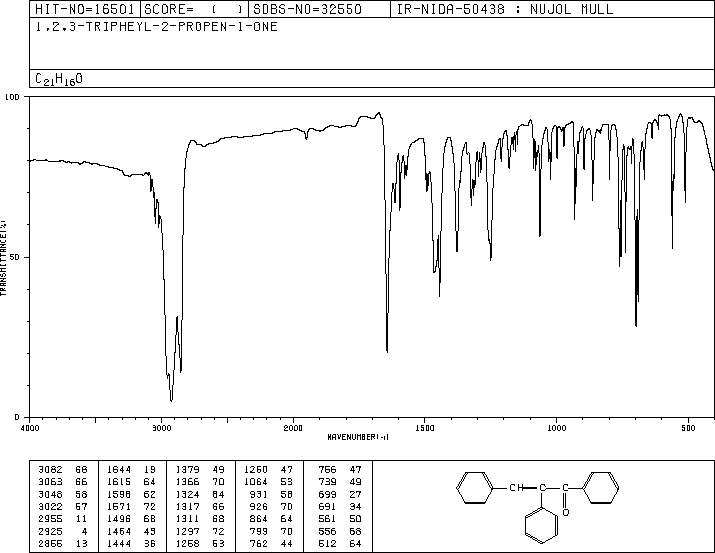 HIT-NO=16501 SCORE= ( ) SDBS-NO=32550 IR-NIDA-50438 : NUJOL MULL
1,2,3-TRIPHEYL-2-PROPEN-1-ONE
C21H16O
100
50
0
TRANSMITTANCE(%)
4000 3000 2000 1500 1000 500
WAVENUMBER(-1)
3082 68 1644 19 1379 49 1250 47 756 47
3063 66 1615 64 1366 70 1064 53 739 49
3048 58 1598 62 1324 64 931 58 699 27
3022 57 1571 72 1317 66 926 70 691 34
2955 11 1496 68 1311 68 864 64 561 50
2925 4 1464 43 1297 72 799 70 556 58
2855 13 1444 36 1258 53 762 44 512 64
CH C C
O